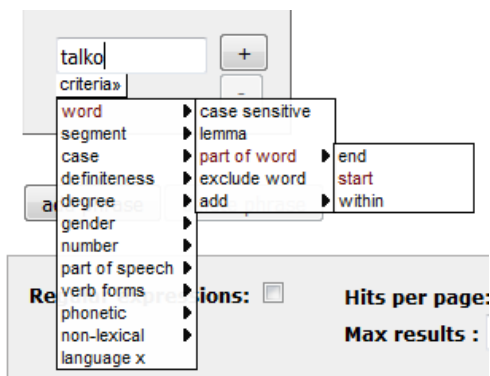 talko
+
criteria»
-
word
case sensitive
segment
lemma
case
part of word
end
definiteness
exclude word
start
degree
add
within
gender
number
part of speech
verb forms
phonetic
non-lexical
language x
phrase
Hits per page:
Max results :